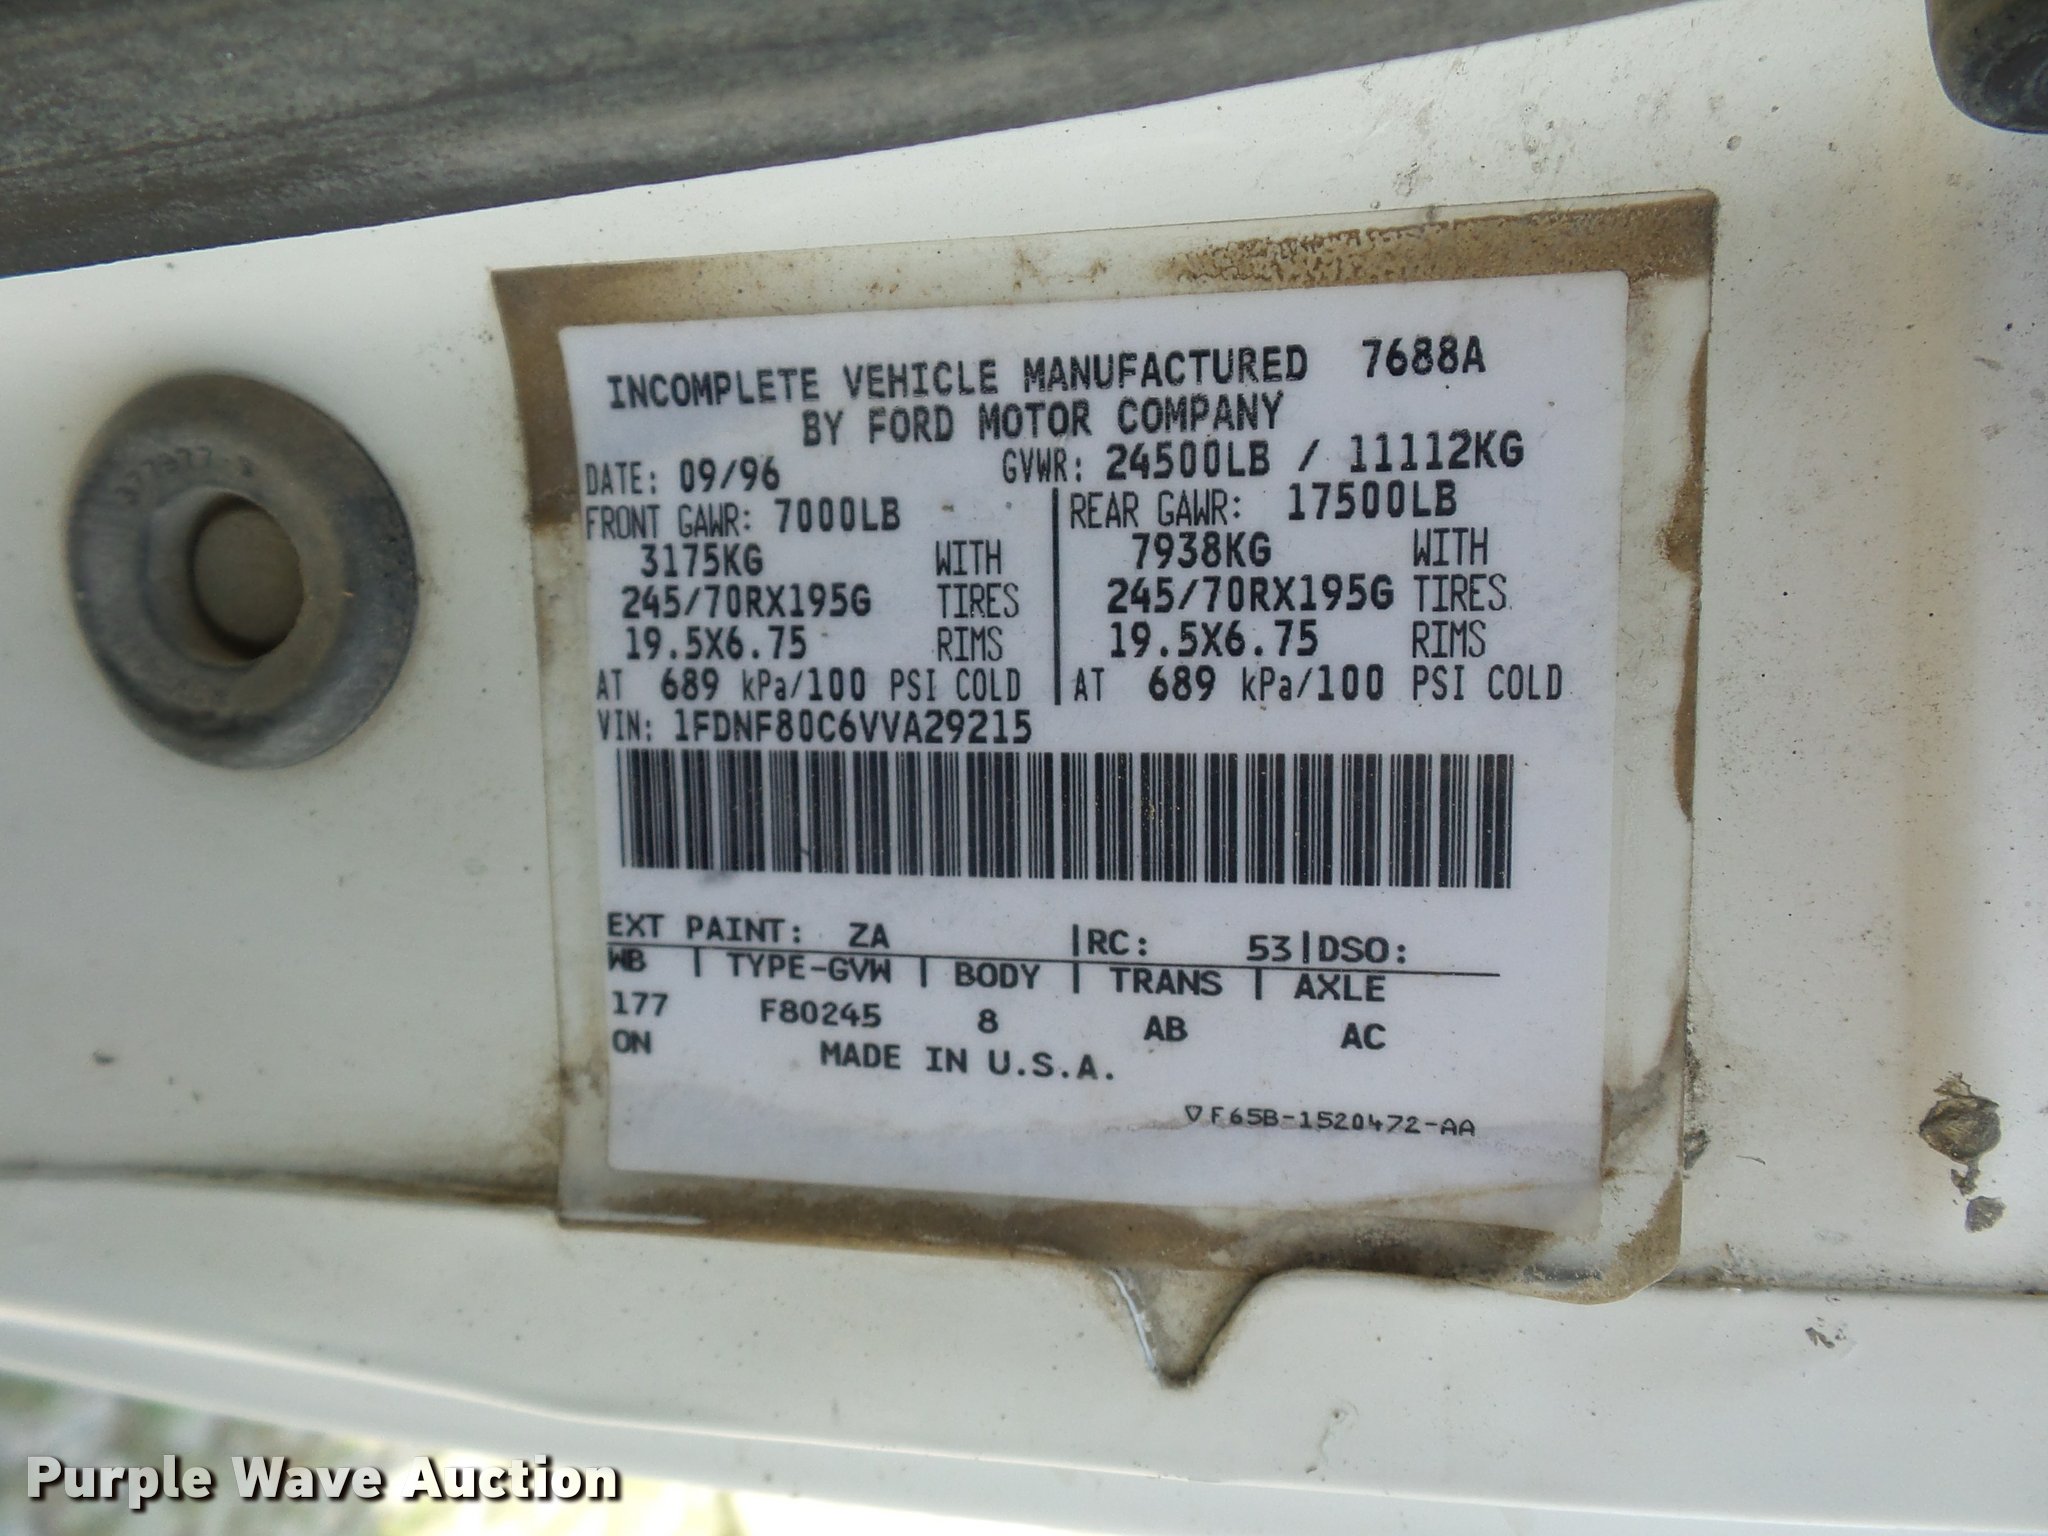 INCOMPLETE VEHICLE MANUFACTURED 7688A
BY FORD MOTOR COMPANY
DATE: 09/96 GVWR: 24500LB / 11112KG
FRONT GAWR: 7000LB REAR GAWR: 17500LB
3175KG WITH 7938KG WITH
245/70RX195G TIRES 245/70RX195G TIRES
19.5X6.75 RIMS 19.5X6.75 RIMS
AT 689 kPa/100 PSI COLD AT 689 kPa/100 PSI COLD
VIN: 1FDNF80C6VVA29215
EXT PAINT: ZA |RC: 53|DSO:
WB | TYPE-GVW | BODY | TRANS | AXLE
177 F80245 8 AB AC
ON MADE IN U.S.A.
▽F65B-1520472-AA
Purple Wave Auction